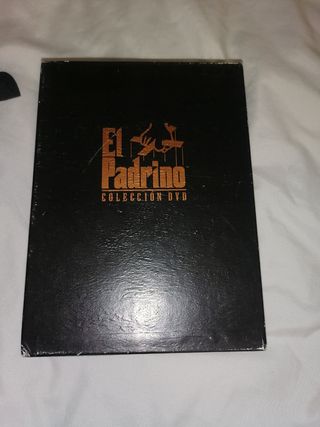 El
Padrino
COLECCIÓN DVD